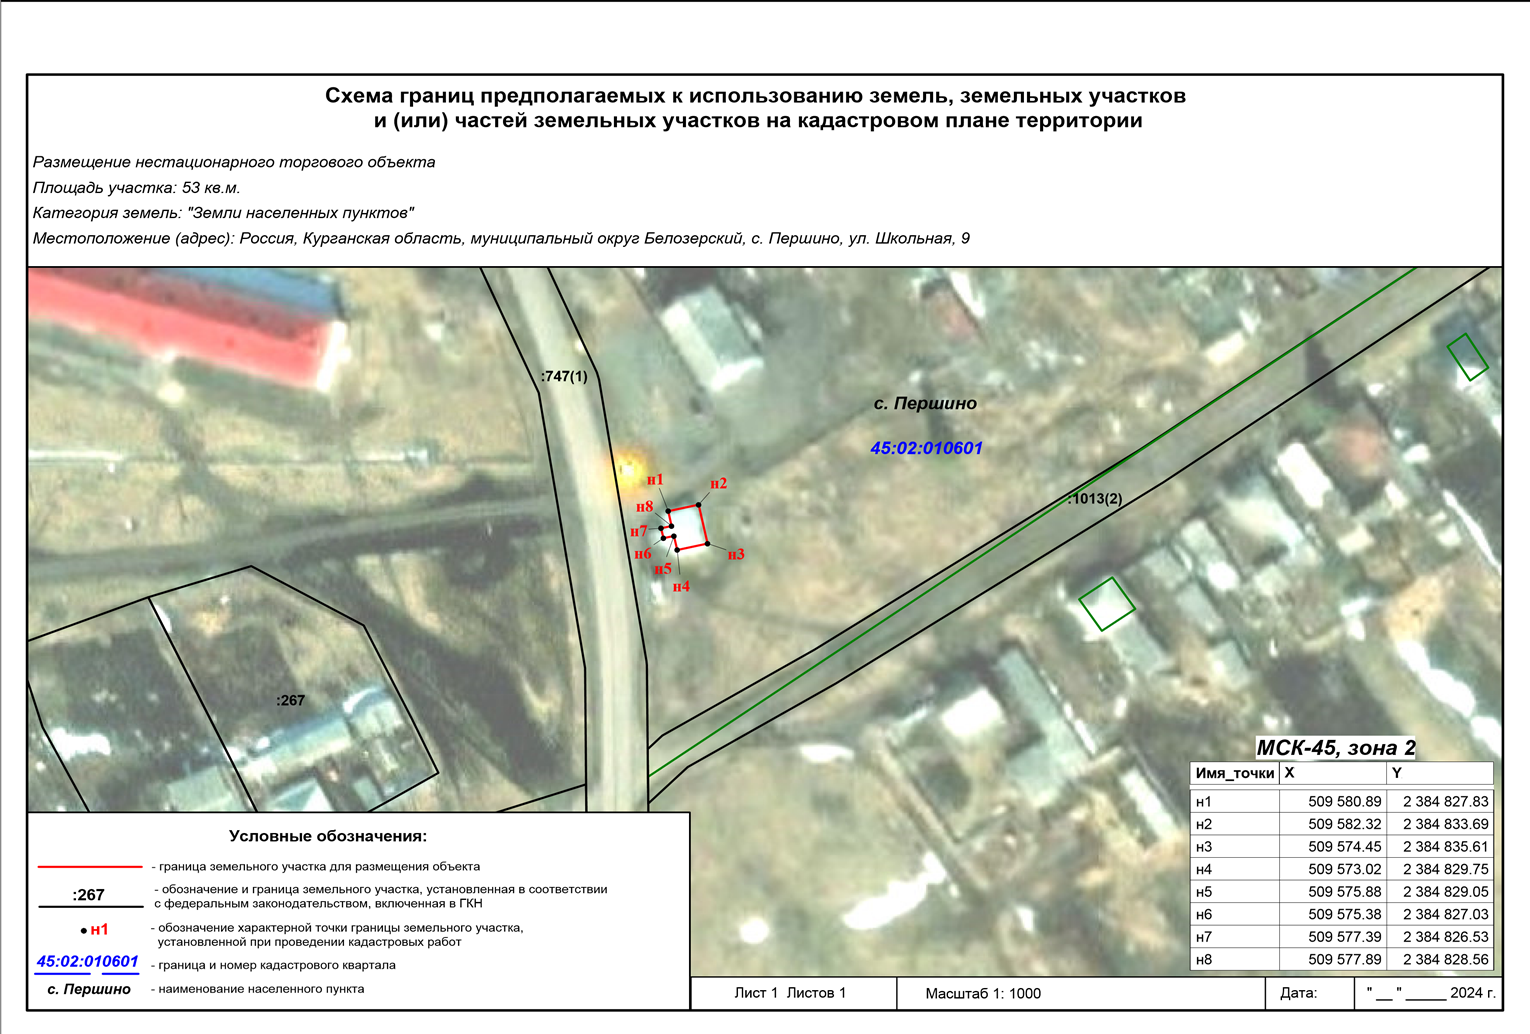 Схема границ предполагаемых к использованию земель, земельных участков
и (или) частей земельных участков на кадастровом плане территории
Размещение нестационарного торгового объекта
Площадь участка: 53 кв.м.
Категория земель: "Земли населенных пунктов"
Местоположение (адрес): Россия, Курганская область, муниципальный округ Белозерский, с. Першино, ул. Школьная, 9
:747(1)
с. Першино
45:02:010601
н1
н2
н8
:1013(2)
н7
н6
н3
н5
н4
:267
МСК-45, зона 2
Имя_точки X Y
н1 509 580.89 2 384 827.83
н2 509 582.32 2 384 833.69
н3 509 574.45 2 384 835.61
н4 509 573.02 2 384 829.75
н5 509 575.88 2 384 829.05
н6 509 575.38 2 384 827.03
н7 509 577.39 2 384 826.53
н8 509 577.89 2 384 828.56
Условные обозначения:
- граница земельного участка для размещения объекта
:267 - обозначение и граница земельного участка, установленная в соответствии
с федеральным законодательством, включенная в ГКН
н1 - обозначение характерной точки границы земельного участка,
установленной при проведении кадастровых работ
45:02:010601 - граница и номер кадастрового квартала
с. Першино - наименование населенного пункта
Лист 1 Листов 1 Масштаб 1: 1000 Дата: " __ " _____ 2024 г.